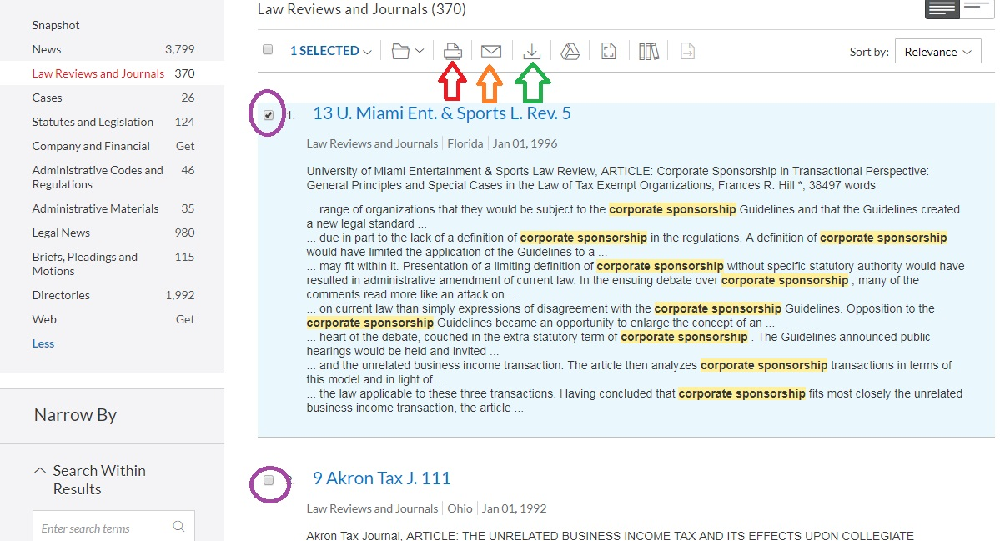 Snapshot
News 3,799
Law Reviews and Journals 370
Cases 26
Statutes and Legislation 124
Company and Financial Get
Administrative Codes and 46
Regulations
Administrative Materials 35
Legal News 980
Briefs, Pleadings and 115
Motions
Directories 1,992
Web Get
Less
Narrow By
Search Within
Results
Enter search terms
Law Reviews and Journals (370)
1 SELECTED
Sort by: Relevance
1. 13 U. Miami Ent. & Sports L. Rev. 5
Law Reviews and Journals Florida Jan 01, 1996
University of Miami Entertainment & Sports Law Review, ARTICLE: Corporate Sponsorship in Transactional Perspective:
General Principles and Special Cases in the Law of Tax Exempt Organizations, Frances R. Hill *, 38497 words
... range of organizations that they would be subject to the corporate sponsorship Guidelines and that the Guidelines created
a new legal standard ...
... due in part to the lack of a definition of corporate sponsorship in the regulations. A definition of corporate sponsorship
would have limited the application of the Guidelines to a ...
... may fit within it. Presentation of a limiting definition of corporate sponsorship without specific statutory authority would have
resulted in administrative amendment of current law. In the ensuing debate over corporate sponsorship , many of the
comments read more like an attack on ...
... on current law than simply expressions of disagreement with the corporate sponsorship Guidelines. Opposition to the
corporate sponsorship Guidelines became an opportunity to enlarge the concept of an ...
... heart of the debate, couched in the extra-statutory term of corporate sponsorship . The Guidelines announced public
hearings would be held and invited ...
... and the unrelated business income transaction. The article then analyzes corporate sponsorship transactions in terms of
this model and in light of ...
... the law applicable to these three transactions. Having concluded that corporate sponsorship fits most closely the unrelated
business income transaction, the article ...
9 Akron Tax J. 111
Law Reviews and Journals Ohio Jan 01, 1992
Akron Tax Journal, ARTICLE: THE UNRELATED BUSINESS INCOME TAX AND ITS EFFECTS UPON COLLEGIATE